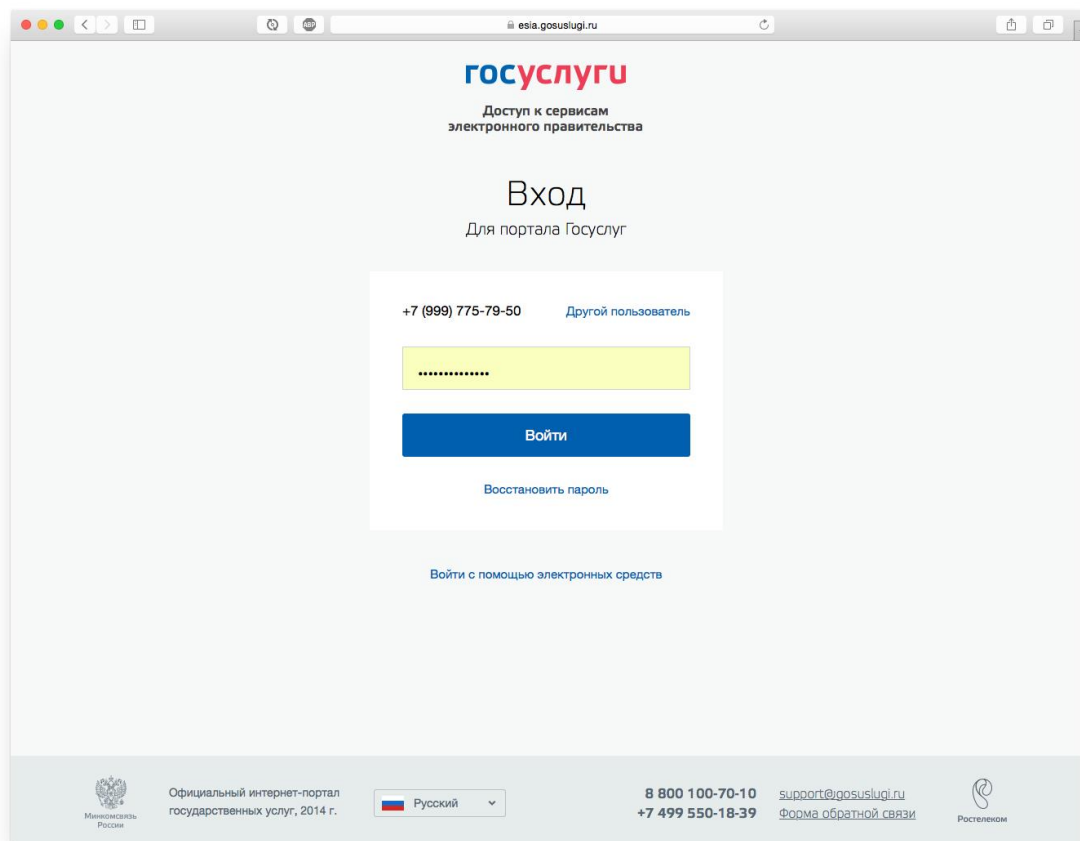 esia.gosuslugi.ru
ABP
госуслуги
Доступ к сервисам
электронного правительства
Вход
Для портала Госуслуг
+7 (999) 775-79-50
Другой пользователь
••••••••••••••
Войти
Восстановить пароль
Войти с помощью электронных средств
Минкомсвязь
России
Официальный интернет-портал
государственных услуг, 2014 г.
Русский
8 800 100-70-10
+7 499 550-18-39
support@gosuslugi.ru
Форма обратной связи
Ростелеком